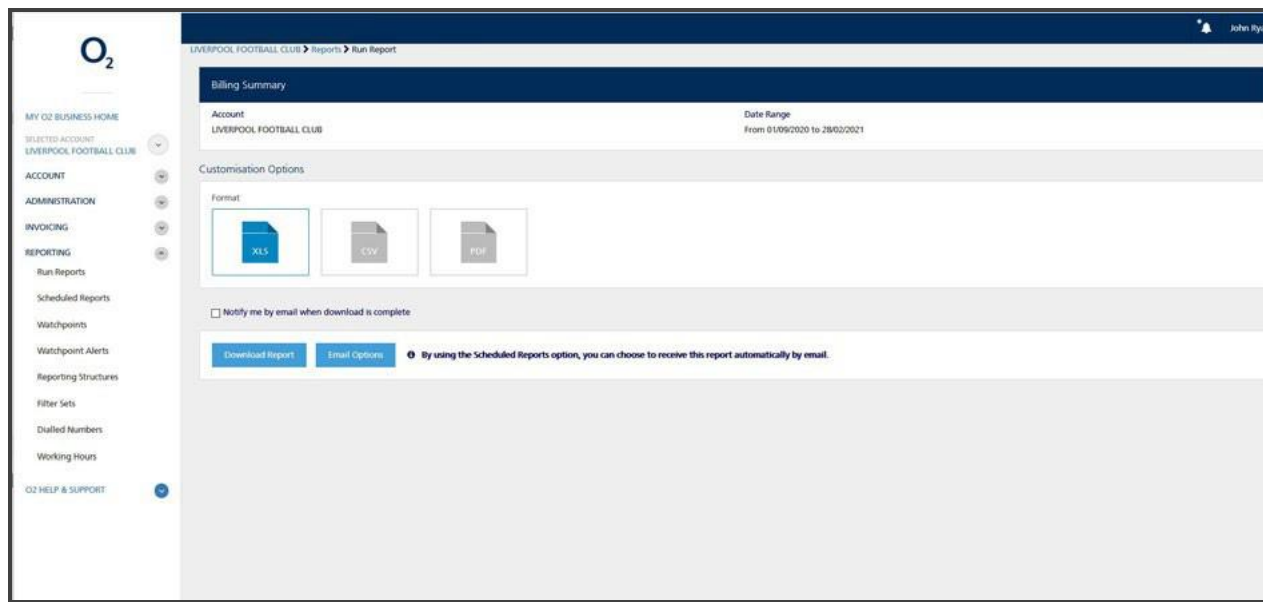 O2
MY O2 BUSINESS HOME
SELECTED ACCOUNT
LIVERPOOL FOOTBALL CLUB
ACCOUNT
ADMINISTRATION
INVOICING
REPORTING
Run Reports
Scheduled Reports
Watchpoints
Watchpoint Alerts
Reporting Structures
Filter Sets
Dialled Numbers
Working Hours
O2 HELP & SUPPORT
John Rya
LIVERPOOL FOOTBALL CLUB > Reports > Run Report
Billing Summary
Account
LIVERPOOL FOOTBALL CLUB
Date Range
From 01/09/2020 to 28/02/2021
Customisation Options
Format
XLS CSV PDF
Notify me by email when download is complete
Download Report Email Options By using the Scheduled Reports option, you can choose to receive this report automatically by email.